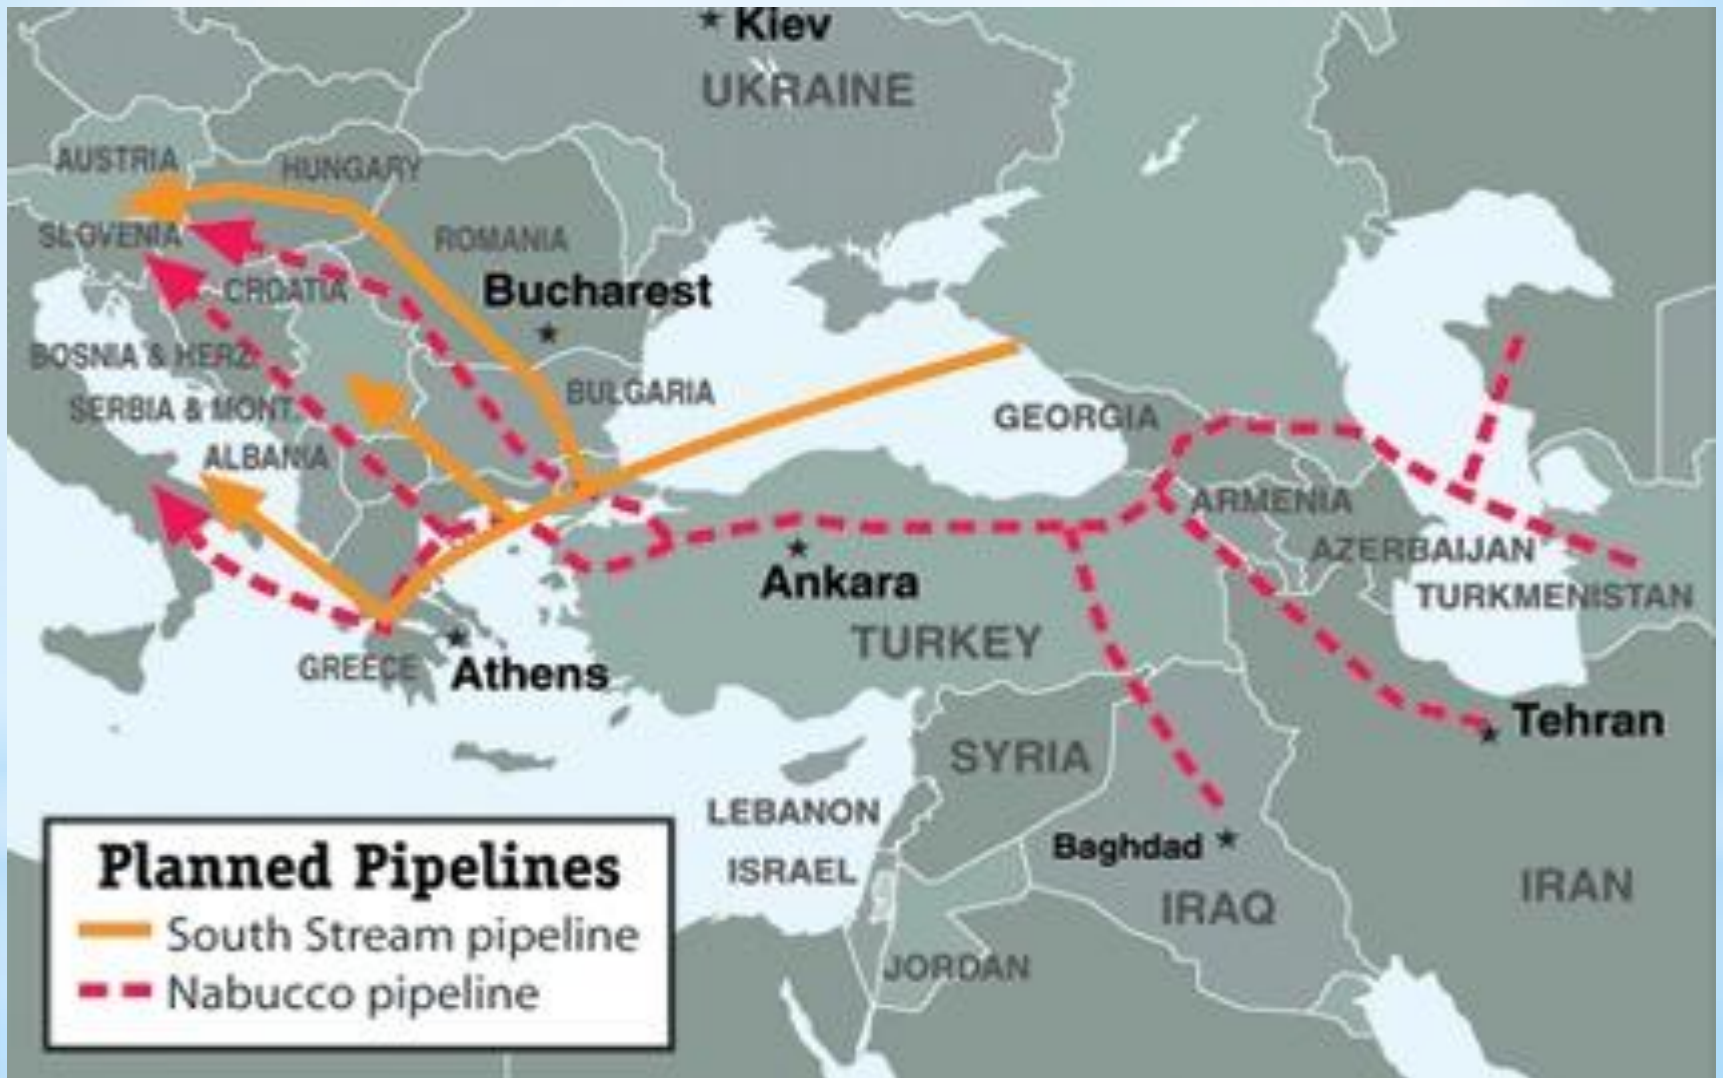 Kiev
UKRAINE
AUSTRIA
HUNGARY
SLOVENIA
ROMANIA
CROATIA
Bucharest
BOSNIA & HERZ.
BULGARIA
SERBIA & MONT.
GEORGIA
ALBANIA
ARMENIA
AZERBAIJAN
Ankara
TURKMENISTAN
TURKEY
GREECE
Athens
Tehran
SYRIA
LEBANON
Baghdad
ISRAEL
IRAN
IRAQ
JORDAN
Planned Pipelines
South Stream pipeline
Nabucco pipeline